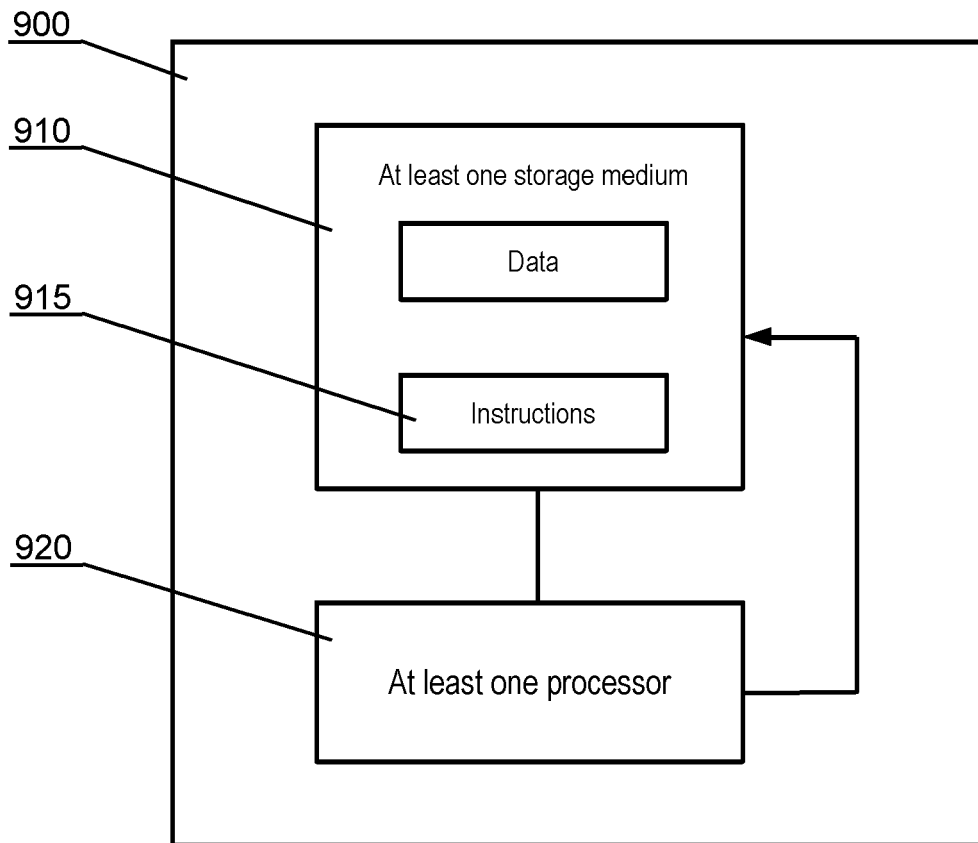 900
910
At least one storage medium
Data
915
Instructions
920
At least one processor